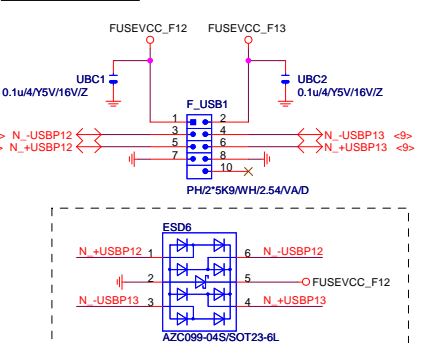 FUSEVCC_F12 FUSEVCC_F13
UBC1 UBC2
0.1u/4/Y5V/16V/Z 0.1u/4/Y5V/16V/Z
F_USB1
1 2
N_-USBP12 3 4 N_-USBP13 <9>
N_+USBP12 5 6 N_+USBP13 <9>
7 8
10
PH/2*5K9/WH/2.54/VA/D
ESD6
N_+USBP12 1 6 N_-USBP12
2 5 FUSEVCC_F12
N_-USBP13 3 4 N_+USBP13
AZC099-04S/SOT23-6L